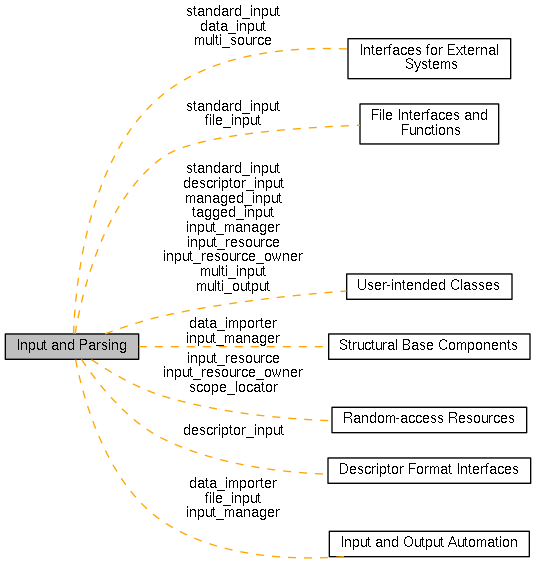 standard_input
data_input
multi_source
Interfaces for External
Systems
standard_input
file_input
File Interfaces and
Functions
standard_input
descriptor_input
managed_input
tagged_input
input_manager
input_resource
input_resource_owner
multi_input
multi_output
User-intended Classes
Input and Parsing
data_importer
input_manager
Structural Base Components
input_resource
input_resource_owner
scope_locator
Random-access Resources
descriptor_input
Descriptor Format Interfaces
data_importer
file_input
input_manager
Input and Output Automation